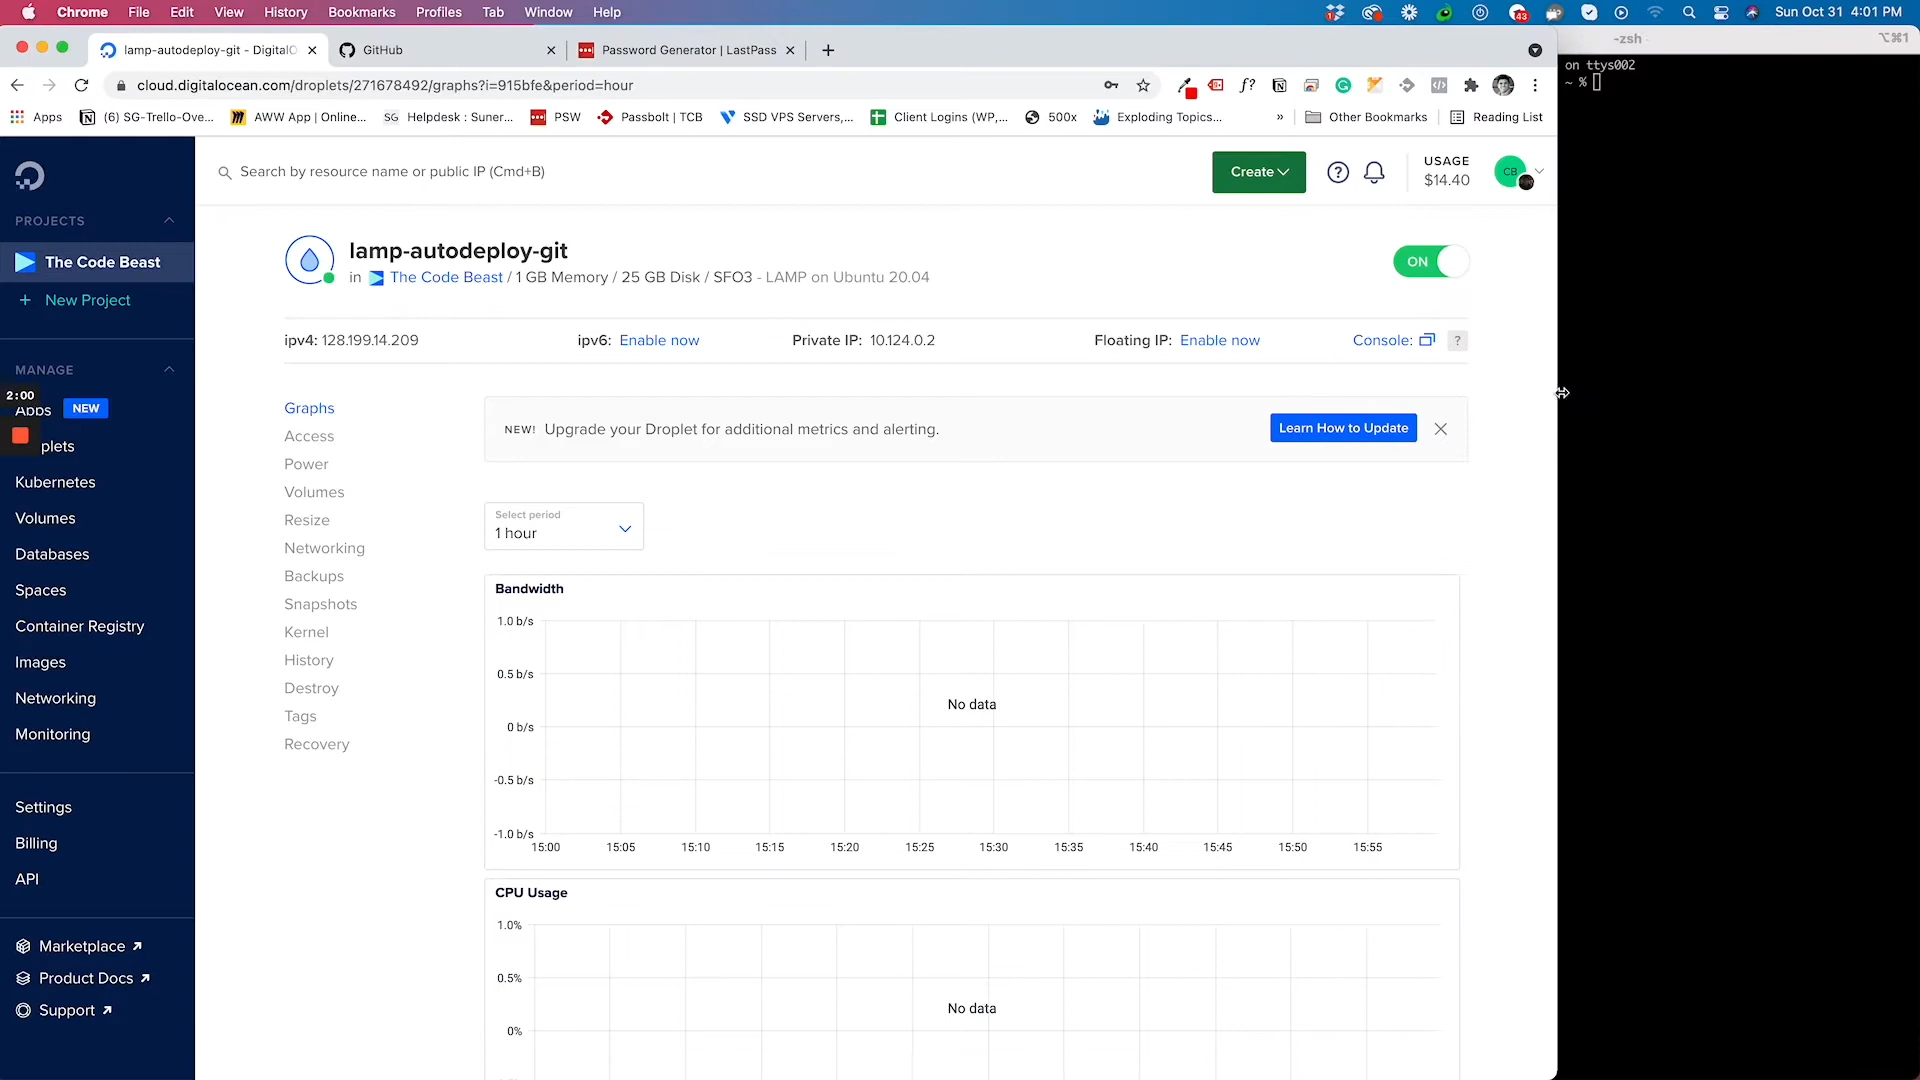 Chrome File Edit View History Bookmarks Profiles Tab Window Help
1 43 Sun Oct 31 4:01 PM
lamp-autodeploy-git - DigitalO
GitHub
Password Generator | LastPass
-zsh
⌥⌘1
cloud.digitalocean.com/droplets/271678492/graphs?i=915bfe&period=hour
f?
Apps
(6) SG-Trello-Ove...
AWW App | Online...
SG Helpdesk : Suner...
PSW
Passbolt | TCB
SSD VPS Servers,...
Client Logins (WP,...
500x
Exploding Topics...
»
Other Bookmarks
Reading List
on ttys002
~ %
Search by resource name or public IP (Cmd+B)
Create
?
USAGE
$14.40
CB
PROJECTS
The Code Beast
+ New Project
MANAGE
2:00
Apps NEW
plets
Kubernetes
Volumes
Databases
Spaces
Container Registry
Images
Networking
Monitoring
Settings
Billing
API
Marketplace
Product Docs
Support
lamp-autodeploy-git
in The Code Beast / 1 GB Memory / 25 GB Disk / SFO3 - LAMP on Ubuntu 20.04
ON
ipv4: 128.199.14.209
ipv6: Enable now
Private IP: 10.124.0.2
Floating IP: Enable now
Console: ?
Graphs
Access
Power
Volumes
Resize
Networking
Backups
Snapshots
Kernel
History
Destroy
Tags
Recovery
NEW! Upgrade your Droplet for additional metrics and alerting.
Learn How to Update
Select period
1 hour
Bandwidth
1.0 b/s
0.5 b/s
No data
0 b/s
-0.5 b/s
-1.0 b/s
15:00 15:05 15:10 15:15 15:20 15:25 15:30 15:35 15:40 15:45 15:50 15:55
CPU Usage
1.0%
0.5%
No data
0%